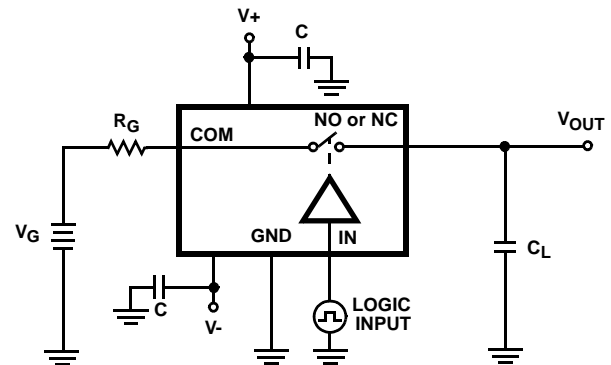 V+
C
RG
COM
NO or NC
VOUT
VG
GND
IN
CL
C
V-
LOGIC
INPUT